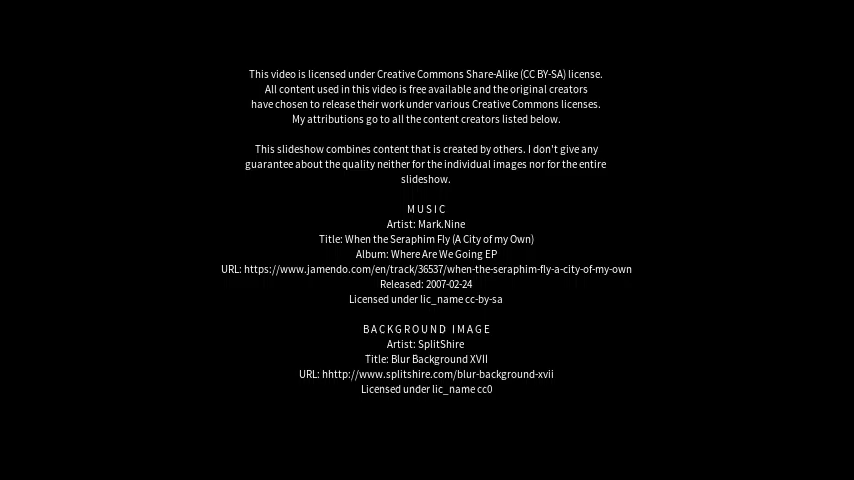 This video is licensed under Creative Commons Share-Alike (CC BY-SA) license.
All content used in this video is free available and the original creators
have chosen to release their work under various Creative Commons licenses.
My attributions go to all the content creators listed below.
This slideshow combines content that is created by others. I don't give any
guarantee about the quality neither for the individual images nor for the entire
slideshow.
MUSIC
Artist: Mark.Nine
Title: When the Seraphim Fly (A City of my Own)
Album: Where Are We Going EP
URL: https://www.jamendo.com/en/track/36537/when-the-seraphim-fly-a-city-of-my-own
Released: 2007-02-24
Licensed under lic_name cc-by-sa
BACKGROUND IMAGE
Artist: SplitShire
Title: Blur Background XVII
URL: hhttp://www.splitshire.com/blur-background-xvii
Licensed under lic_name cc0